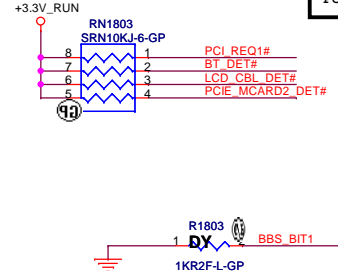 +3.3V_RUN
RN1803
SRN10KJ-6-GP
8 1 PCI_REQ1#
7 2 BT_DET#
6 3 LCD_CBL_DET#
5 4 PCIE_MCARD2_DET#
GP
R1803
1 DY BBS_BIT1
1KR2F-L-GP